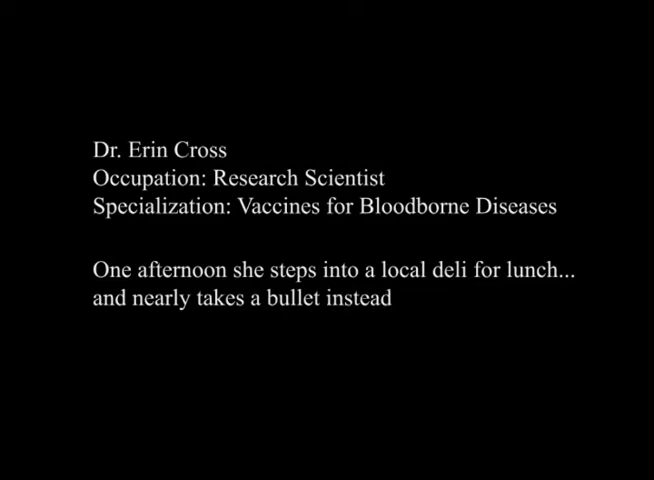 Dr. Erin Cross
Occupation: Research Scientist
Specialization: Vaccines for Bloodborne Diseases
One afternoon she steps into a local deli for lunch...
and nearly takes a bullet instead